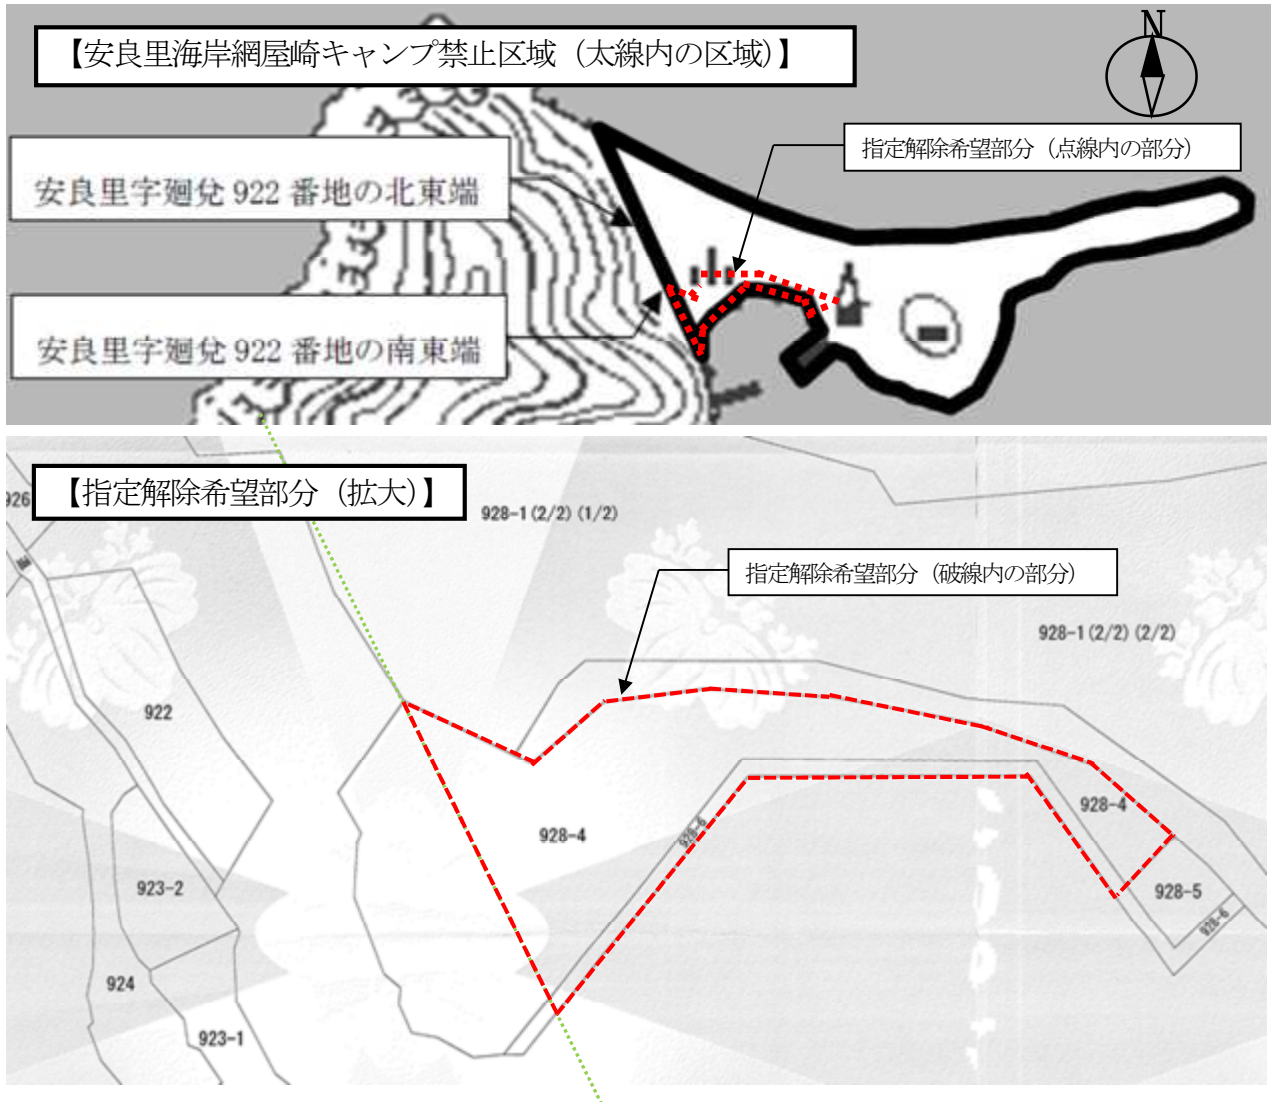 【安良里海岸網屋崎キャンプ禁止区域（太線内の区域)】
N
指定解除希望部分（点線内の部分）
安良里字廻兌 922 番地の北東端
安良里字廻兌 922 番地の南東端
【指定解除希望部分（拡大)】
926
928-1(2/2)(1/2)
指定解除希望部分（破線内の部分）
928-1(2/2)(2/2)
922
928-4
928-4
928-6
923-2
928-5
928-6
924
923-1